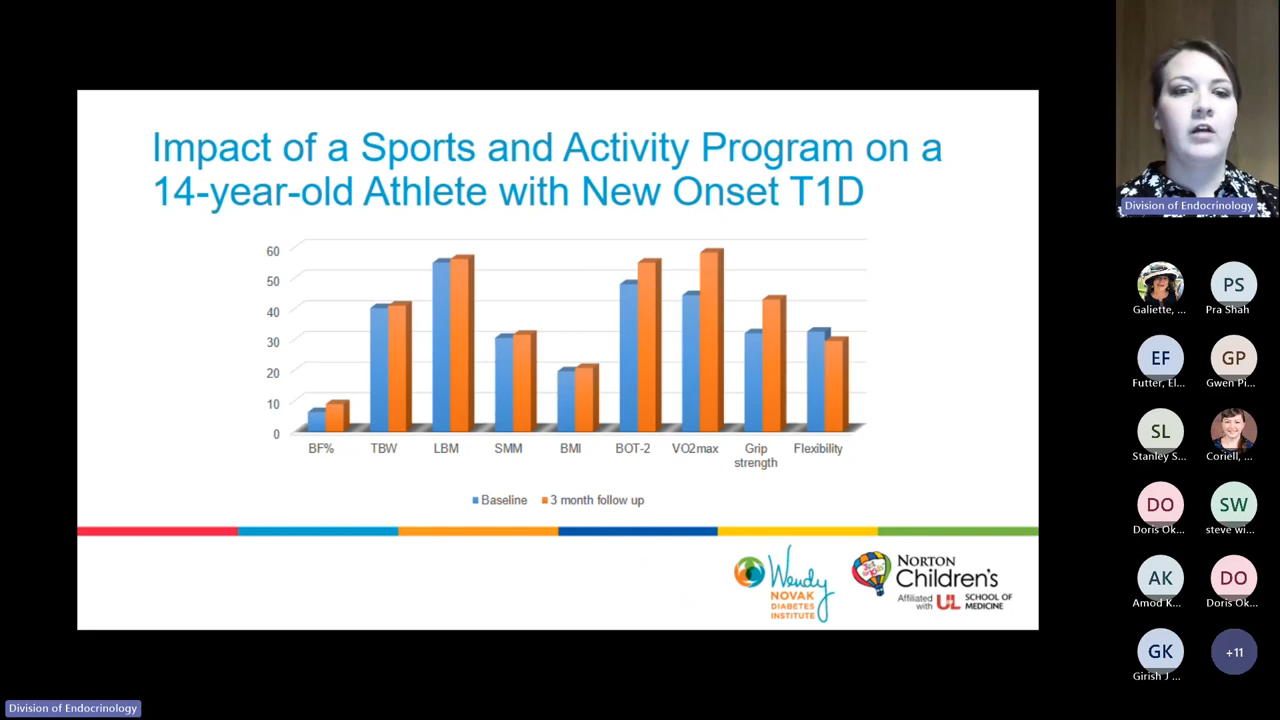 Impact of a Sports and Activity Program on a
14-year-old Athlete with New Onset T1D
60
50
40
30
20
10
0
BF%
TBW
LBM
SMM
BMI
BOT-2
VO2max
Grip
strength
Flexibility
Baseline
3 month follow up
Wendy
NOVAK
DIABETES
INSTITUTE
Just for Kids
NORTON
Children's
Affiliated
with
UL
SCHOOL OF
MEDICINE
Division of Endocrinology
Galiette, ...
PS
Pra Shah
EF
Futter, El...
GP
Gwen Pi...
SL
Stanley S...
Coriell, ...
DO
Doris Ok...
SW
steve wi...
AK
Amod K...
DO
Doris Ok...
GK
Girish J ...
+11
Division of Endocrinology